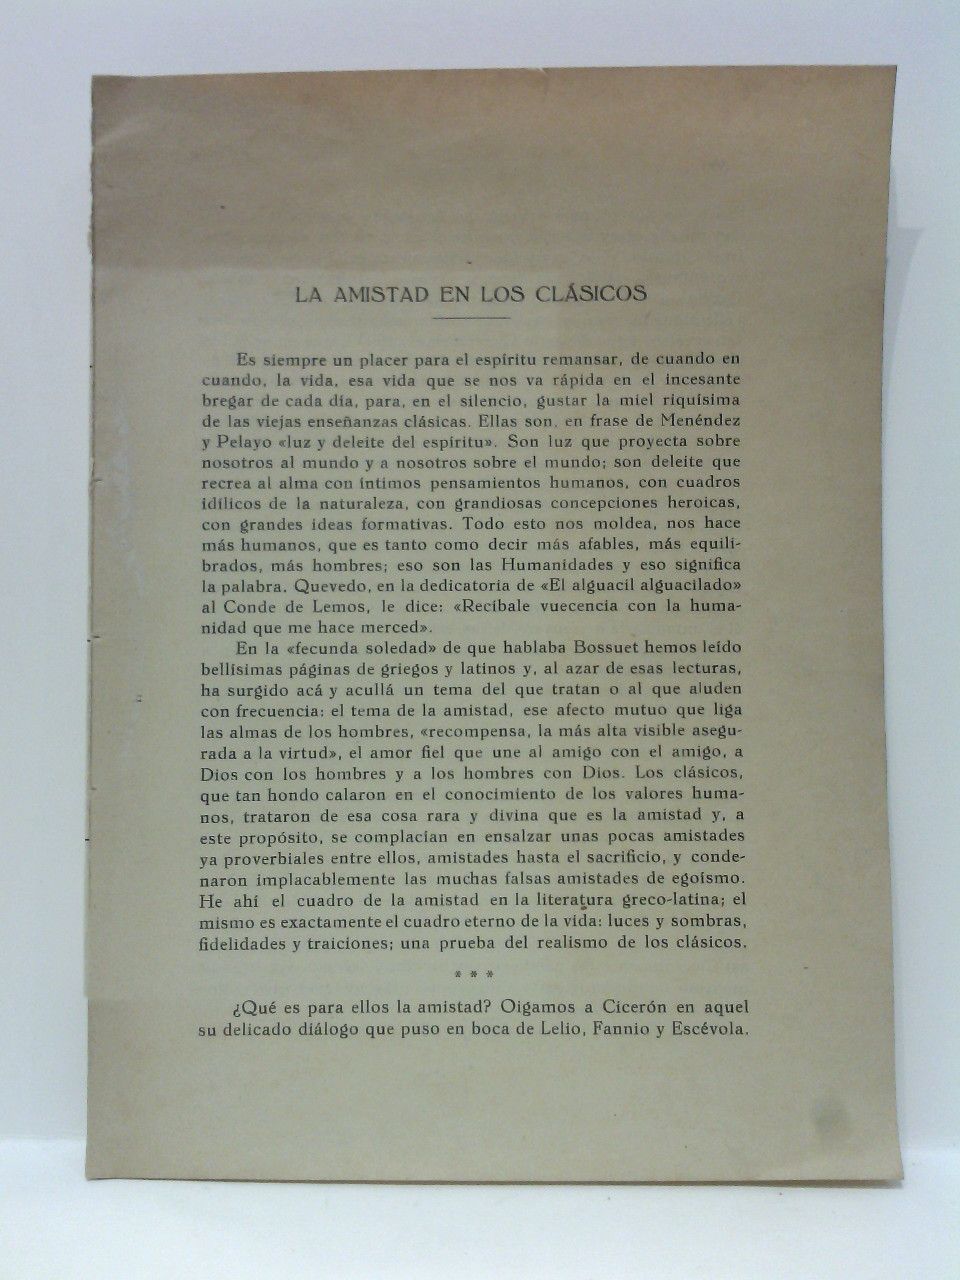 LA AMISTAD EN LOS CLÁSICOS
Es siempre un placer para el espíritu remansar, de cuando en
cuando, la vida, esa vida que se nos va rápida en el incesante
bregar de cada día, para, en el silencio, gustar la miel riquísima
de las viejas enseñanzas clásicas. Ellas son, en frase de Menéndez
y Pelayo «luz y deleite del espíritu». Son luz que proyecta sobre
nosotros al mundo y a nosotros sobre el mundo; son deleite que
recrea al alma con íntimos pensamientos humanos, con cuadros
idílicos de la naturaleza, con grandiosas concepciones heroicas,
con grandes ideas formativas. Todo esto nos moldea, nos hace
más humanos, que es tanto como decir más afables, más equili-
brados, más hombres; eso son las Humanidades y eso significa
la palabra. Quevedo, en la dedicatoria de «El alguacil alguacilado»
al Conde de Lemos, le dice: «Recíbale vuecencia con la huma-
nidad que me hace merced».
En la «fecunda soledad» de que hablaba Bossuet hemos leído
bellísimas páginas de griegos y latinos y, al azar de esas lecturas,
ha surgido acá y acullá un tema del que tratan o al que aluden
con frecuencia: el tema de la amistad, ese afecto mutuo que liga
las almas de los hombres, «recompensa, la más alta visible asegu-
rada a la virtud», el amor fiel que une al amigo con el amigo, a
Dios con los hombres y a los hombres con Dios. Los clásicos,
que tan hondo calaron en el conocimiento de los valores huma-
nos, trataron de esa cosa rara y divina que es la amistad y, a
este propósito, se complacían en ensalzar unas pocas amistades
ya proverbiales entre ellos, amistades hasta el sacrificio, y conde-
naron implacablemente las muchas falsas amistades de egoísmo.
He ahí el cuadro de la amistad en la literatura greco-latina; el
mismo es exactamente el cuadro eterno de la vida: luces y sombras,
fidelidades y traiciones; una prueba del realismo de los clásicos.
* * *
¿Qué es para ellos la amistad? Oigamos a Cicerón en aquel
su delicado diálogo que puso en boca de Lelio, Fannio y Escévola.